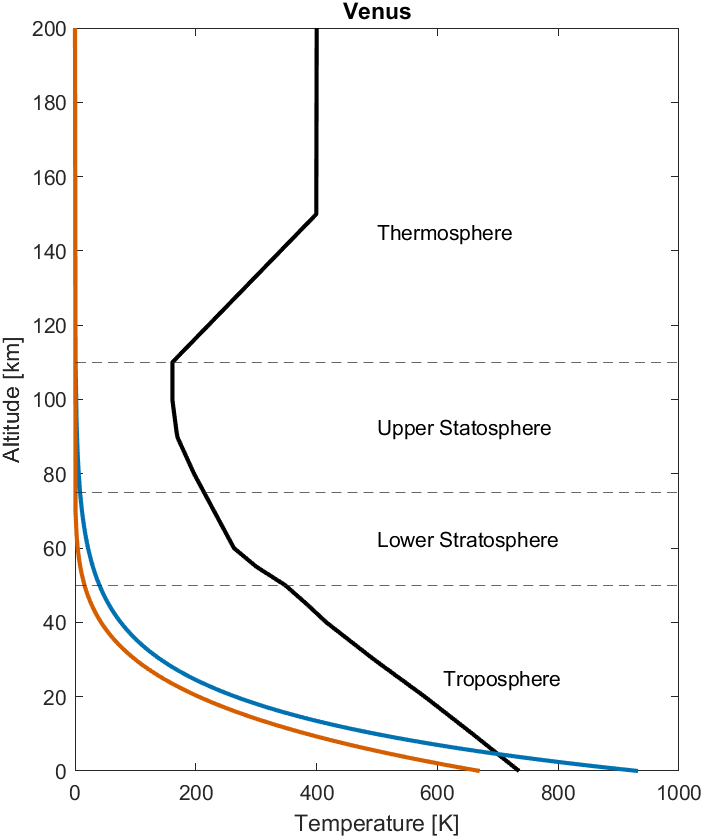 Venus
200
180
160
140
120
100
80
60
40
20
0
Altitude [km]
Thermosphere
Upper Statosphere
Lower Stratosphere
Troposphere
0 200 400 600 800 1000
Temperature [K]